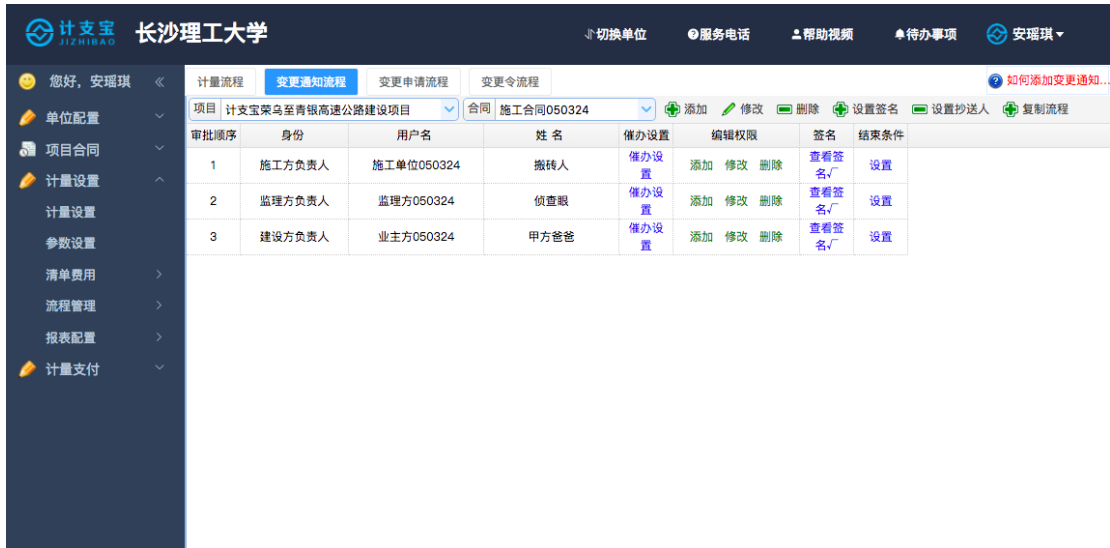 计支宝 长沙理工大学 切换单位 服务电话 帮助视频 待办事项 安瑶琪
JIZHIBAO
您好，安瑶琪
单位配置
项目合同
计量设置
计量设置
参数设置
清单费用
流程管理
报表配置
计量支付
计量流程 变更通知流程 变更申请流程 变更令流程 如何添加变更通知...
项目 计支宝荣乌至青银高速公路建设项目 合同 施工合同050324 添加 修改 删除 设置签名 设置抄送人 复制流程
审批顺序 身份 用户名 姓 名 催办设置 编辑权限 签名 结束条件
1 施工方负责人 施工单位050324 搬砖人 催办设置 添加 修改 删除 查看签名√ 设置
2 监理方负责人 监理方050324 侦查眼 催办设置 添加 修改 删除 查看签名√ 设置
3 建设方负责人 业主方050324 甲方爸爸 催办设置 添加 修改 删除 查看签名√ 设置